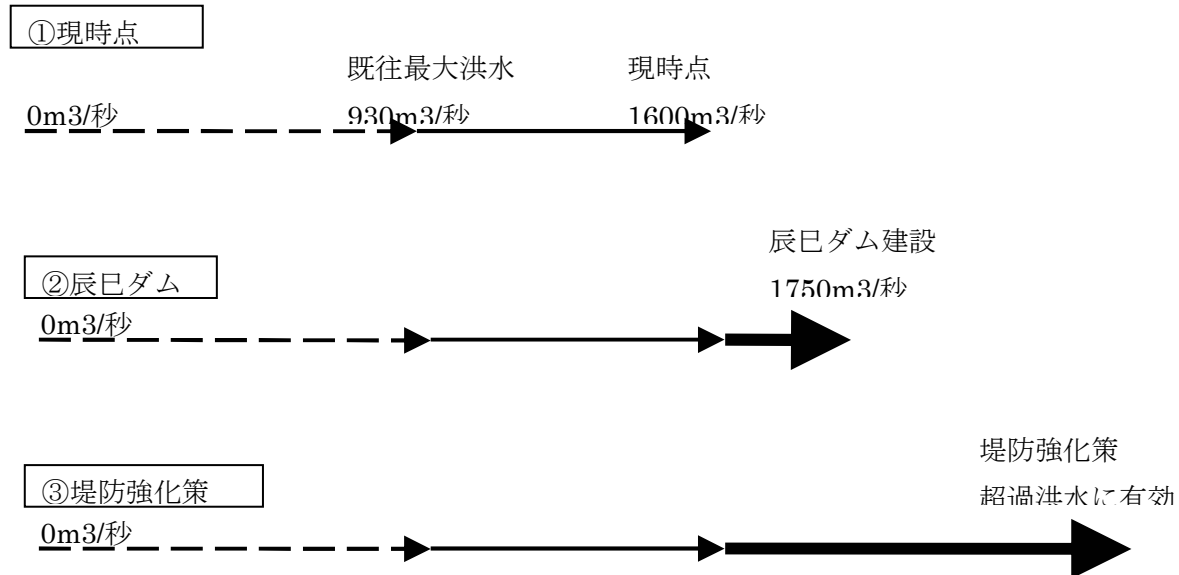 ①現時点
既往最大洪水 現時点
0m3/秒 930m3/秒 1600m3/秒
辰巳ダム建設
②辰巳ダム 1750m3/秒
0m3/秒
堤防強化策
③堤防強化策 超過洪水に有効
0m3/秒